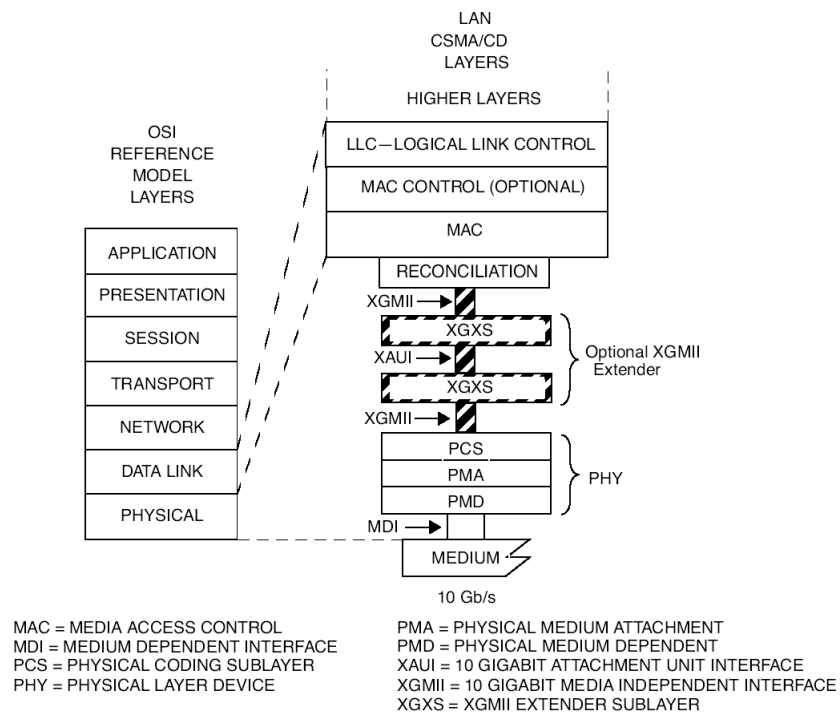 LAN
CSMA/CD
LAYERS
HIGHER LAYERS
OSI
REFERENCE
MODEL
LAYERS
LLC—LOGICAL LINK CONTROL
MAC CONTROL (OPTIONAL)
MAC
RECONCILIATION
APPLICATION
PRESENTATION
SESSION
TRANSPORT
NETWORK
DATA LINK
PHYSICAL
XGMII
XGXS
XAUI
XGXS
XGMII
Optional XGMII
Extender
PCS
PMA
PMD
PHY
MDI
MEDIUM
10 Gb/s
MAC = MEDIA ACCESS CONTROL
MDI = MEDIUM DEPENDENT INTERFACE
PCS = PHYSICAL CODING SUBLAYER
PHY = PHYSICAL LAYER DEVICE
PMA = PHYSICAL MEDIUM ATTACHMENT
PMD = PHYSICAL MEDIUM DEPENDENT
XAUI = 10 GIGABIT ATTACHMENT UNIT INTERFACE
XGMII = 10 GIGABIT MEDIA INDEPENDENT INTERFACE
XGXS = XGMII EXTENDER SUBLAYER